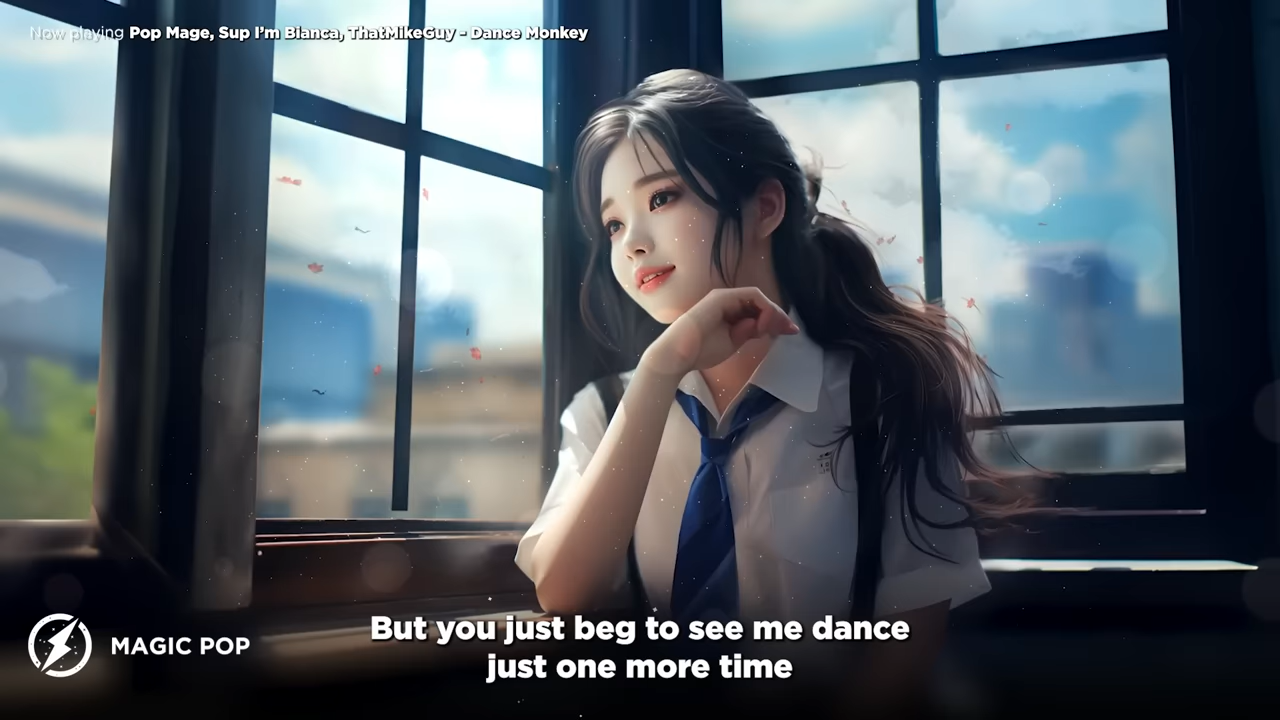 Now playing Pop Mage, Sup I'm Bianca, ThatMikeGuy - Dance Monkey
MAGIC POP
But you just beg to see me dance
just one more time